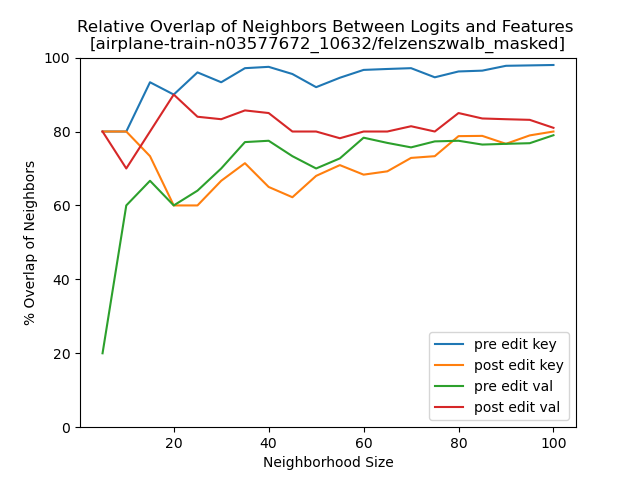 Relative Overlap of Neighbors Between Logits and Features
[airplane-train-n03577672_10632/felzenszwalb_masked]
100
80
60
40
20
0
% Overlap of Neighbors
pre edit key
post edit key
pre edit val
post edit val
20 40 60 80 100
Neighborhood Size